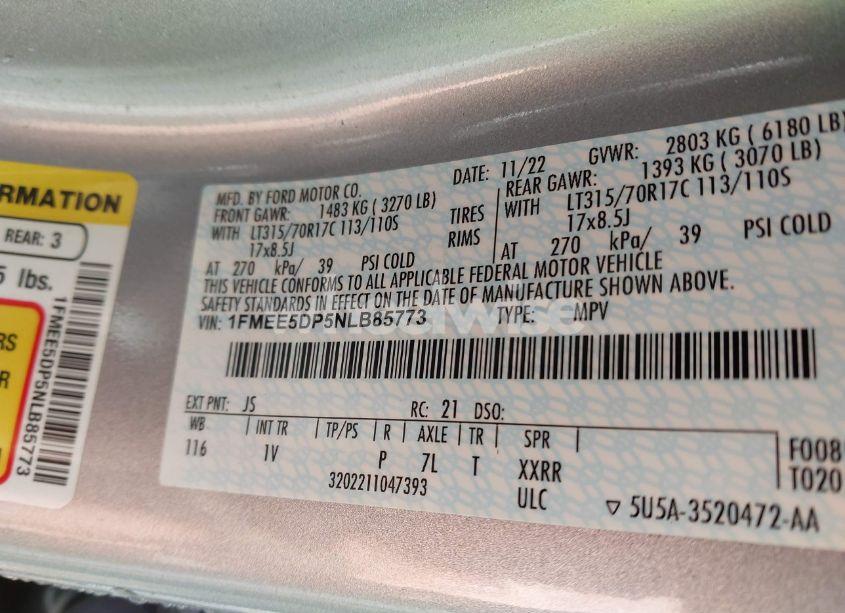 ORMATION
REAR: 3
5 lbs.
RS
R
1FMEE5DP5NLB85773
MFD. BY FORD MOTOR CO. DATE: 11/22 GVWR: 2803 KG ( 6180 LB)
FRONT GAWR: 1483 KG ( 3270 LB) REAR GAWR: 1393 KG ( 3070 LB)
WITH LT315/70R17C 113/110S TIRES WITH LT315/70R17C 113/110S
17x8.5J RIMS 17x8.5J
AT 270 kPa/ 39 PSI COLD AT 270 kPa/ 39 PSI COLD
THIS VEHICLE CONFORMS TO ALL APPLICABLE FEDERAL MOTOR VEHICLE
SAFETY STANDARDS IN EFFECT ON THE DATE OF MANUFACTURE SHOWN ABOVE.
VIN: 1FMEE5DP5NLB85773 TYPE: MPV
EXT PNT: JS RC: 21 DSO:
WB INT TR TP/PS R AXLE TR SPR
116 1V P 7L T XXRR F008
3202211047393 ULC T020
▽ 5U5A-3520472-AA